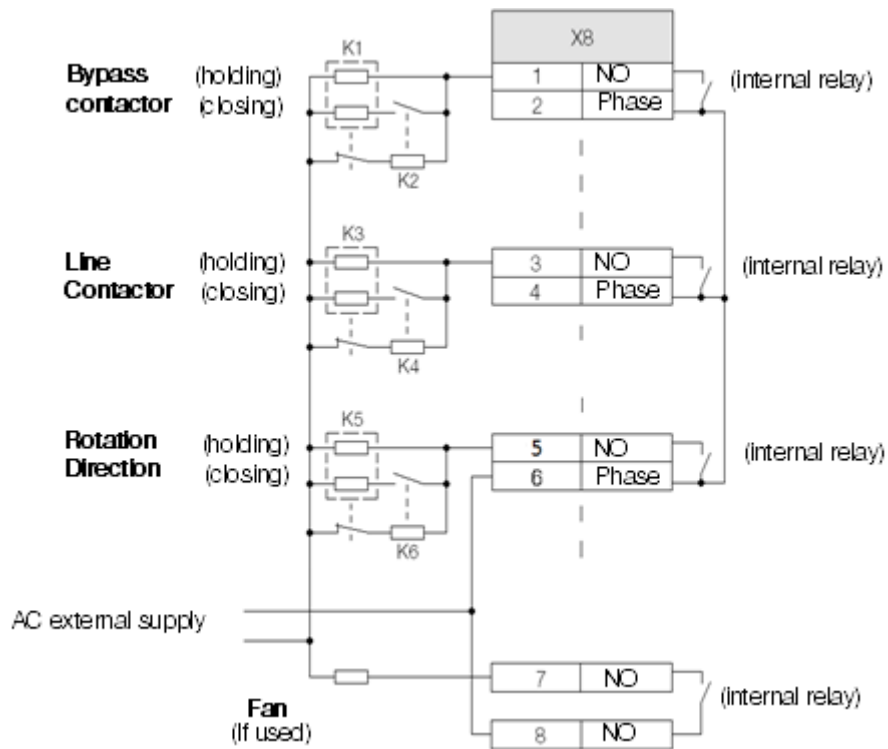 X8
K1
Bypass (holding) 1 NO (internal relay)
contactor (closing) 2 Phase
K2
K3
Line (holding) 3 NO (internal relay)
Contactor (closing) 4 Phase
K4
K5
Rotation (holding) 5 NO (internal relay)
Direction (closing) 6 Phase
K6
AC external supply
7 NO
Fan (internal relay)
(If used) 8 NO